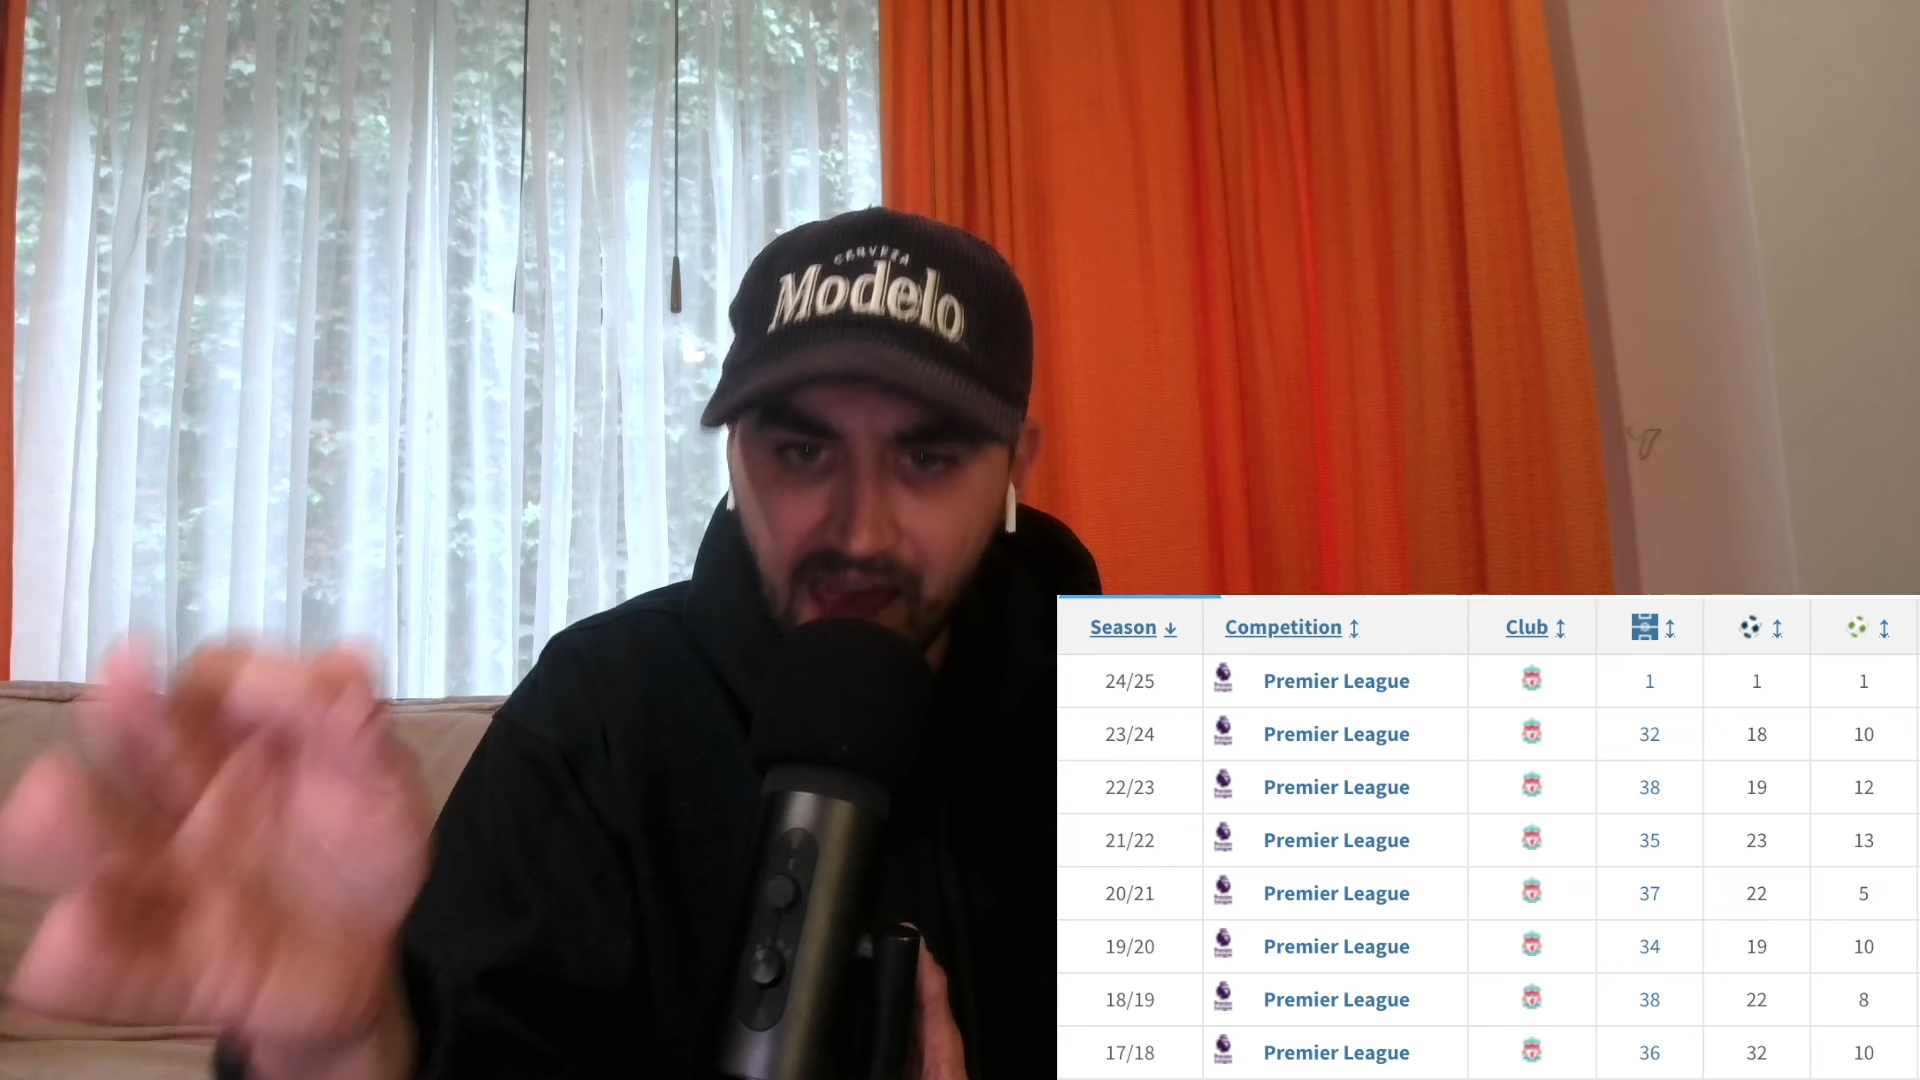 CERVEZA
Modelo
Season Competition Club
24/25 Premier League 1 1 1
23/24 Premier League 32 18 10
22/23 Premier League 38 19 12
21/22 Premier League 35 23 13
20/21 Premier League 37 22 5
19/20 Premier League 34 19 10
18/19 Premier League 38 22 8
17/18 Premier League 36 32 10